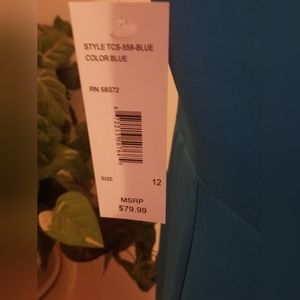 STYLE TCS-558-BLUE
COLOR BLUE
RN 58372
SIZE 12
MSRP
$79.99